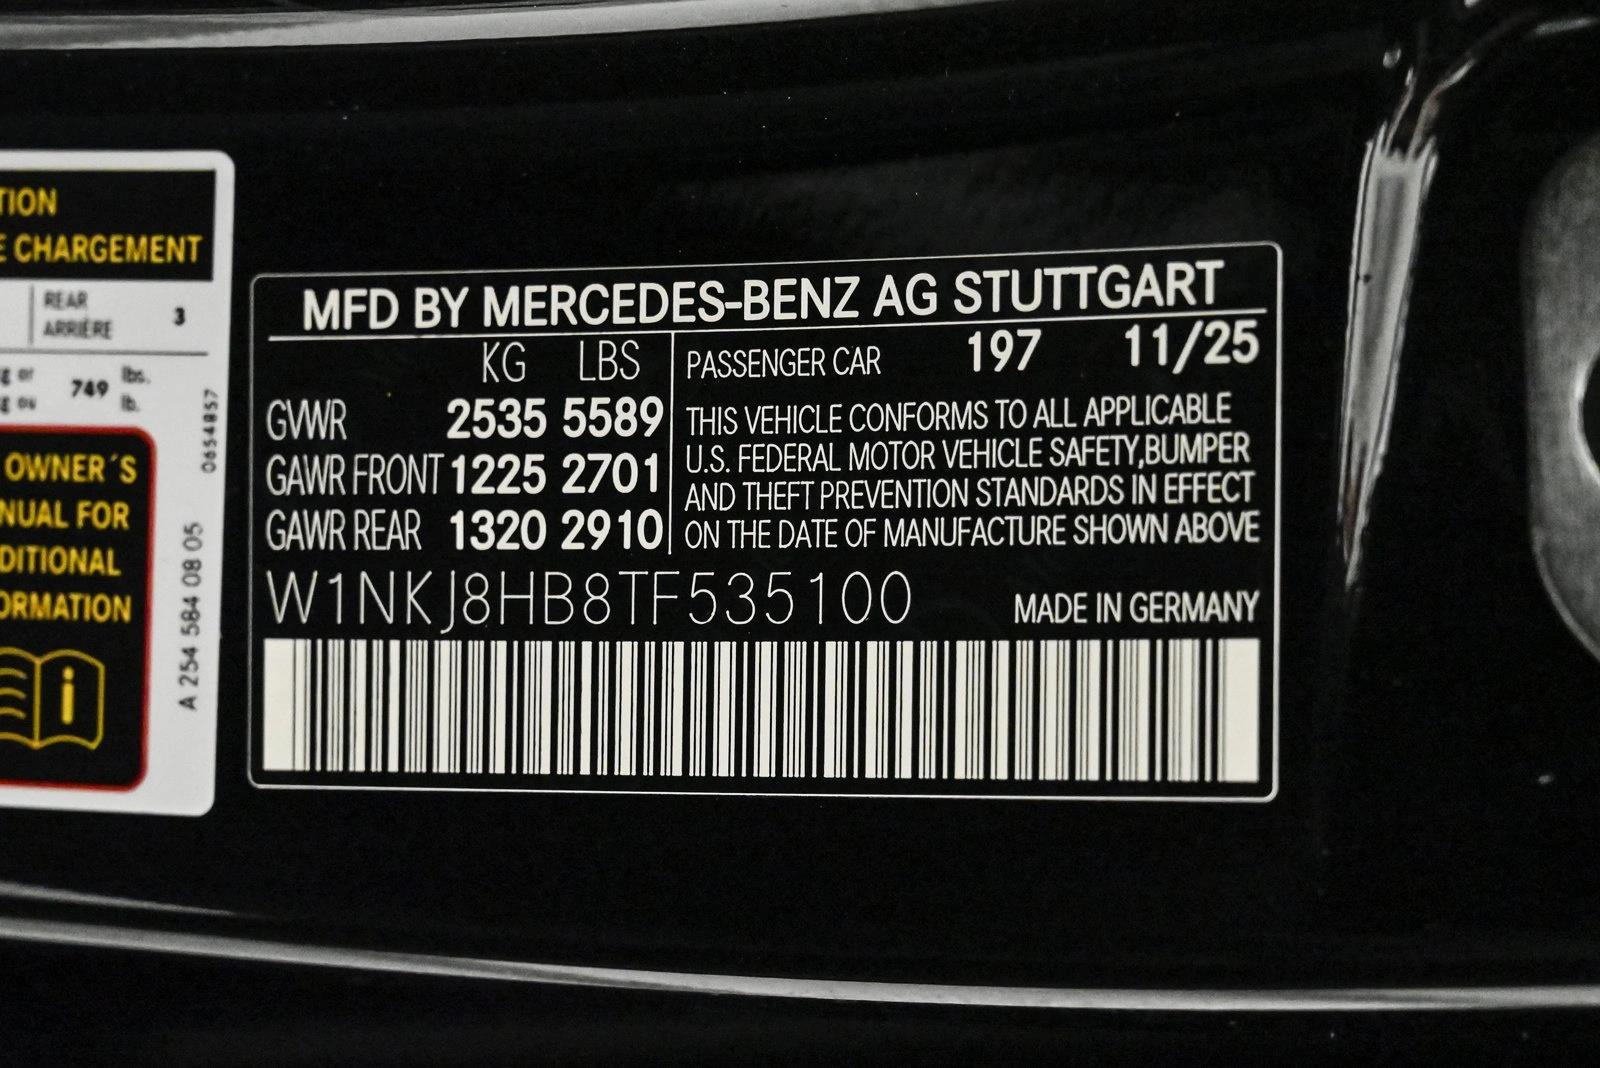 TION
E CHARGEMENT
REAR
ARRIÈRE
3
g or
g ou
749
lbs.
lb.
0654857
OWNER´S
NUAL FOR
DITIONAL
ORMATION
i
A 254 584 08 05
MFD BY MERCEDES-BENZ AG STUTTGART
KG LBS
GVWR 2535 5589
GAWR FRONT 1225 2701
GAWR REAR 1320 2910
PASSENGER CAR 197 11/25
THIS VEHICLE CONFORMS TO ALL APPLICABLE
U.S. FEDERAL MOTOR VEHICLE SAFETY,BUMPER
AND THEFT PREVENTION STANDARDS IN EFFECT
ON THE DATE OF MANUFACTURE SHOWN ABOVE
W1NKJ8HB8TF535100
MADE IN GERMANY